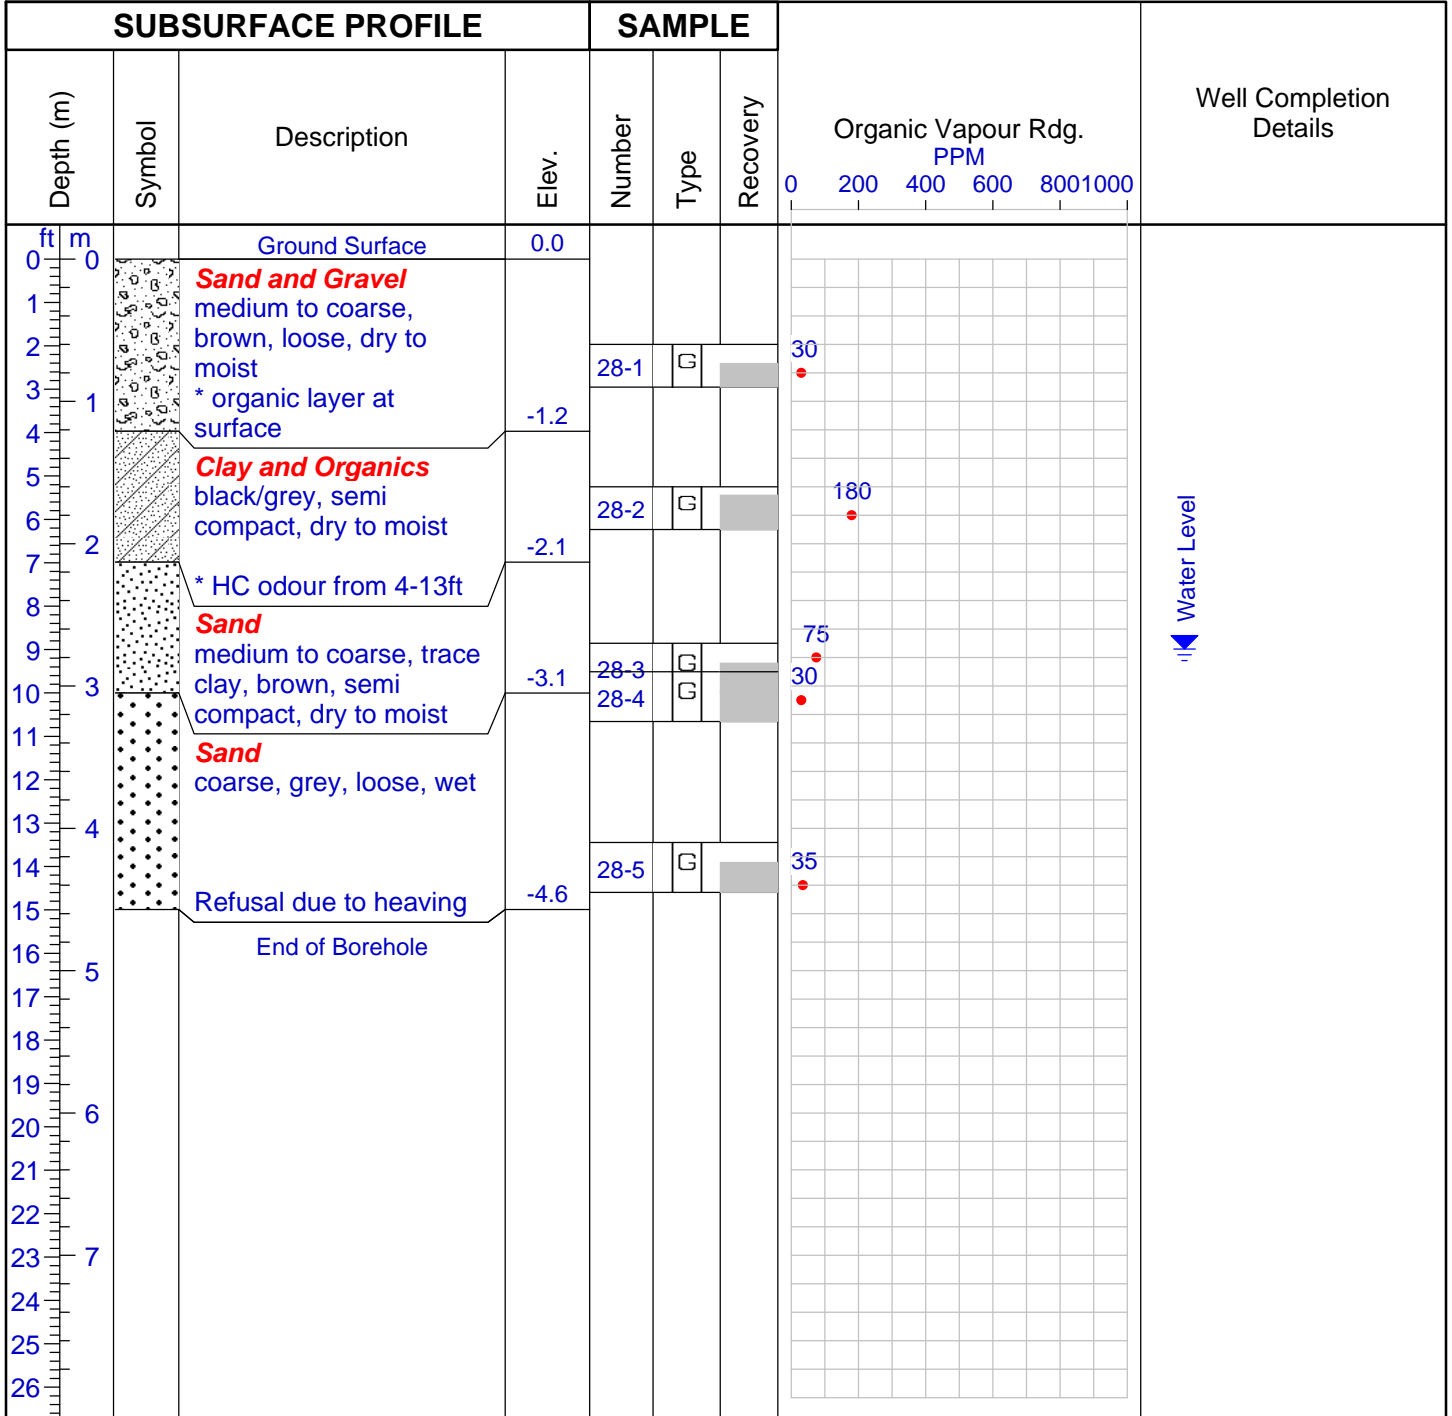 SUBSURFACE PROFILE
SAMPLE
Depth (m)
Symbol
Description
Elev.
Number
Type
Recovery
Organic Vapour Rdg.
PPM
0 200 400 600 800 1000
Well Completion
Details
ft m
Ground Surface
0.0
0
1
2
3
4
5
6
7
8
9
10
11
12
13
14
15
16
17
18
19
20
21
22
23
24
25
26
0
1
2
3
4
5
6
7
Sand and Gravel
medium to coarse,
brown, loose, dry to
moist
* organic layer at
surface
-1.2
Clay and Organics
black/grey, semi
compact, dry to moist
* HC odour from 4-13ft
-2.1
Sand
medium to coarse, trace
clay, brown, semi
compact, dry to moist
-3.1
Sand
coarse, grey, loose, wet
Refusal due to heaving
-4.6
End of Borehole
28-1 G
28-2 G
28-3 G
28-4 G
28-5 G
30
180
75
30
35
Water Level